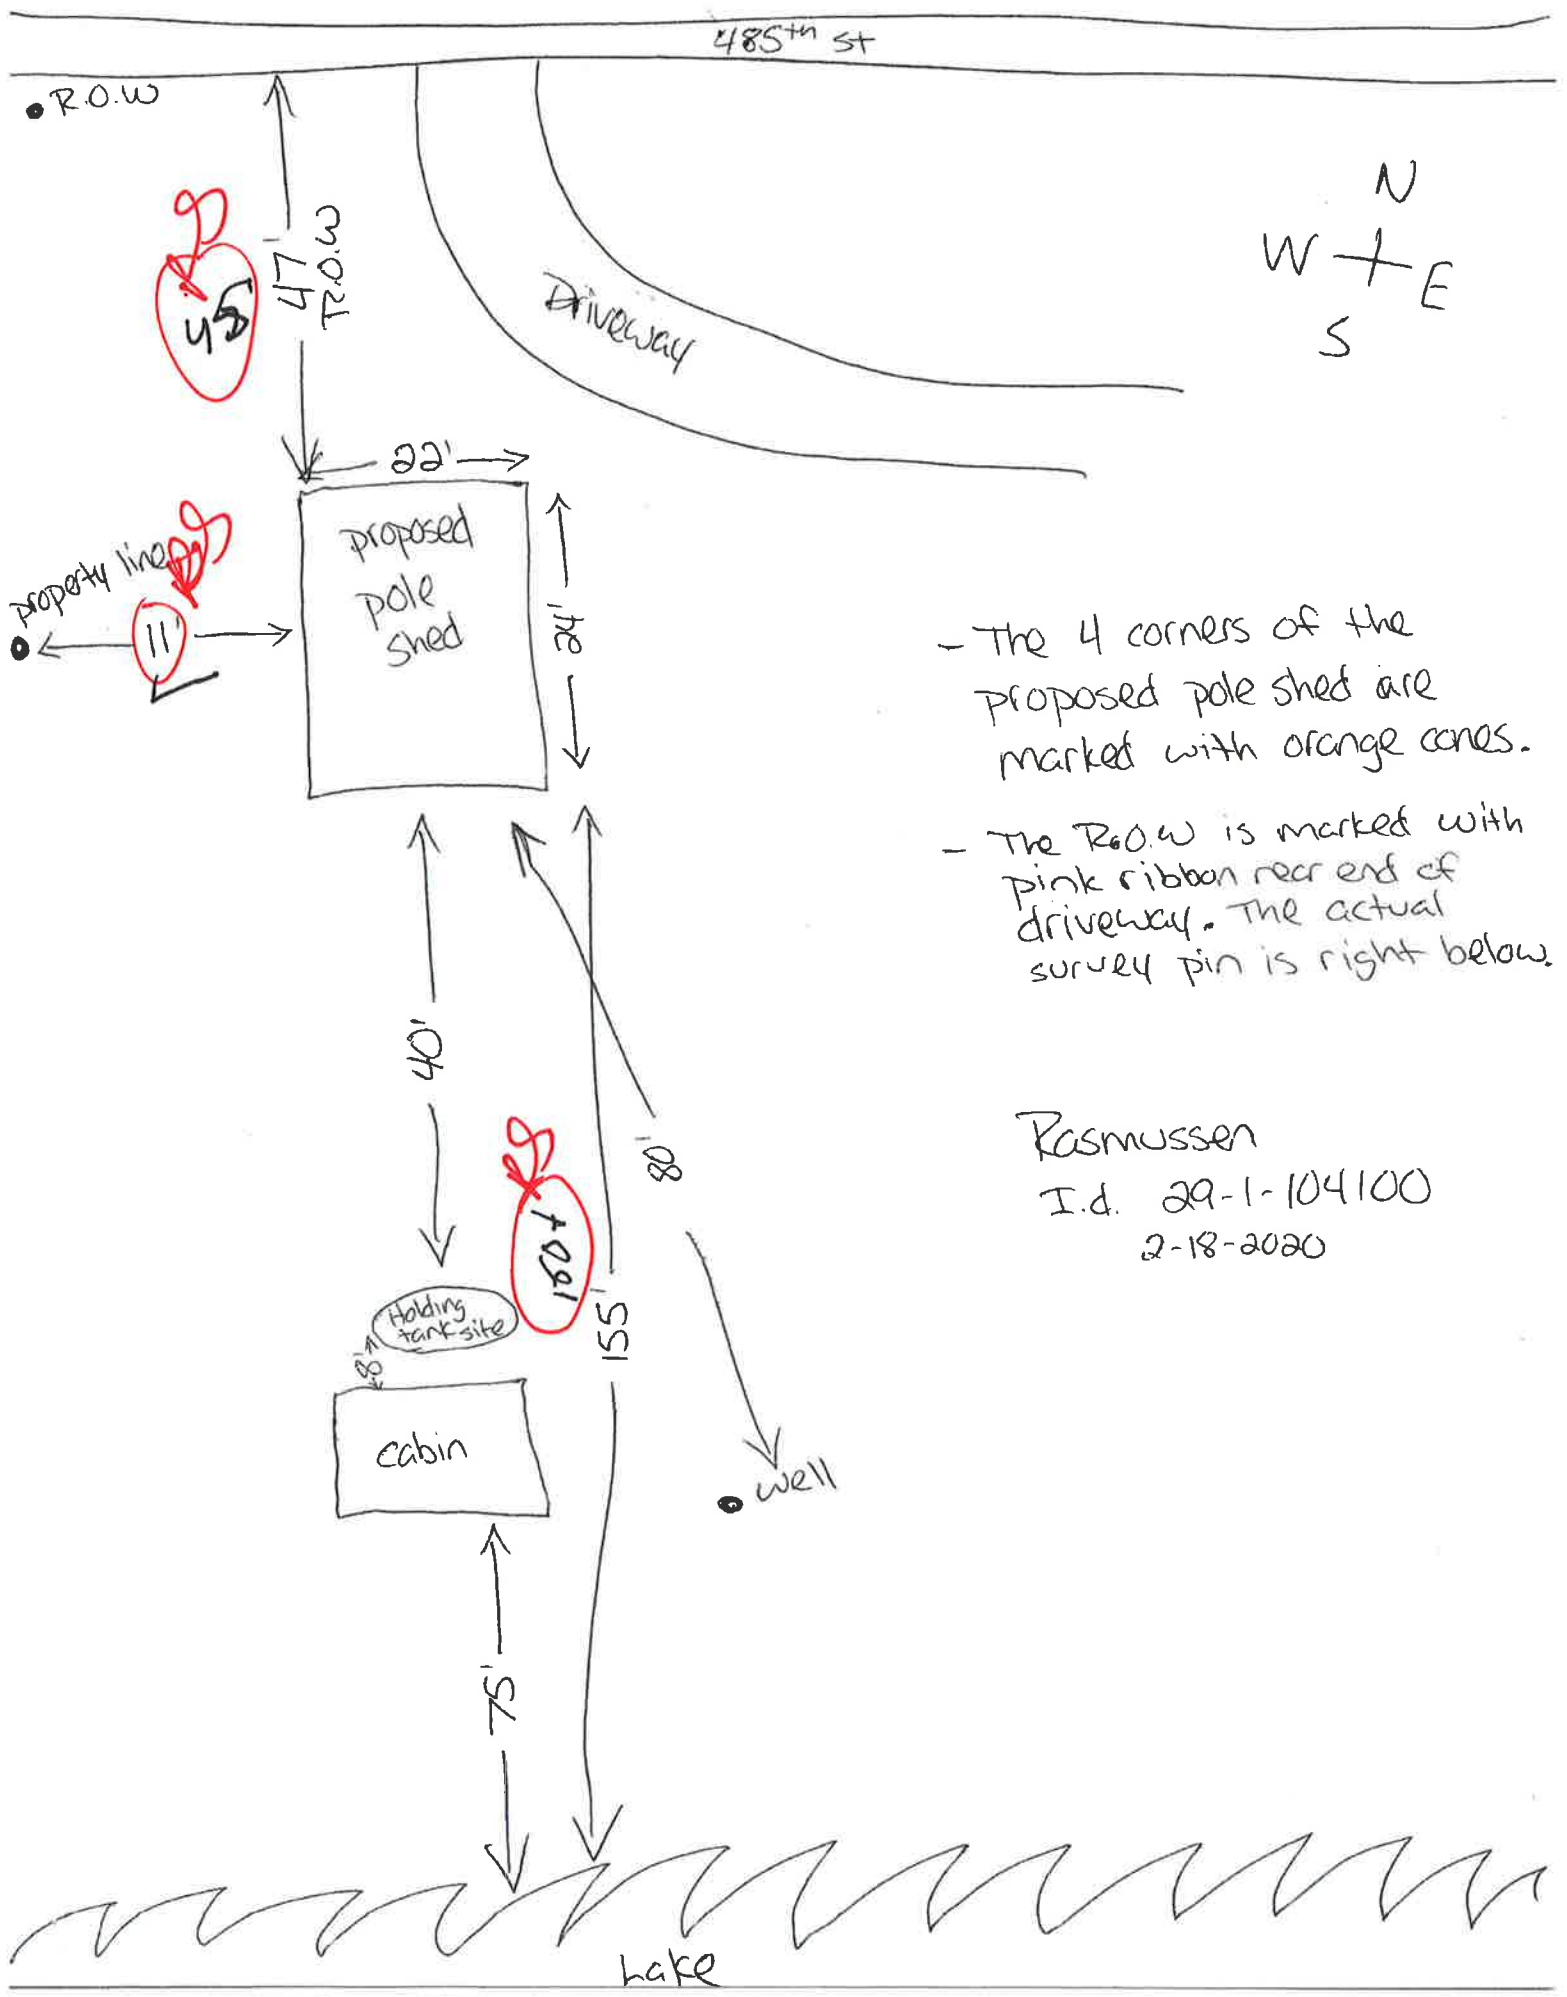 485th St
R.O.W
N
W E
S
47'
R.O.W
45
Driveway
22'
proposed
pole
shed
24'
property line
11'
- The 4 corners of the
proposed pole shed are
marked with orange cones.
- The R.O.W is marked with
pink ribbon near end of
driveway. The actual
survey pin is right below.
40'
80'
Rasmussen
I.d. 29-1-104100
2-18-2020
155'
Holding
tank site
8'
cabin
well
75'
Lake